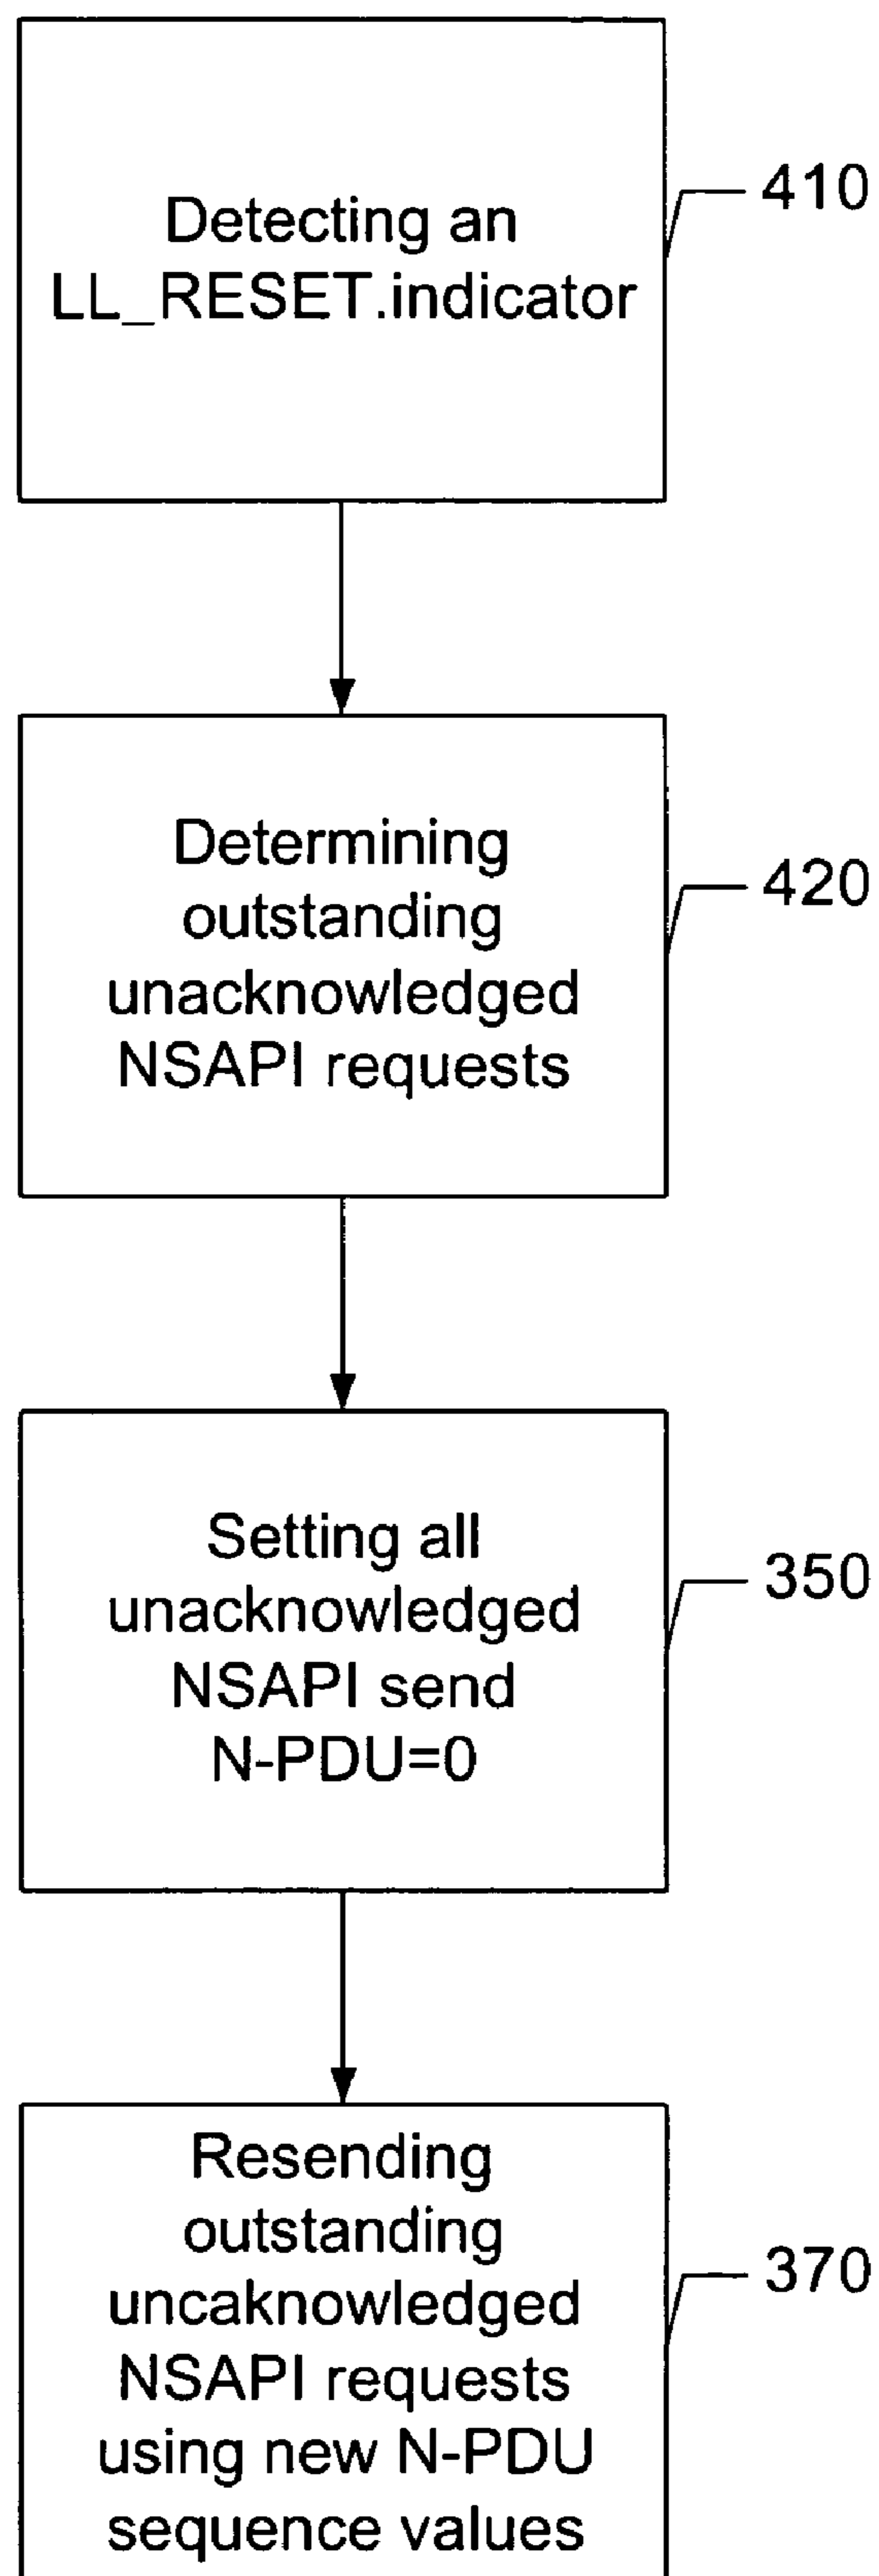 Detecting an
LL_RESET.indicator
410
Determining
outstanding
unacknowledged
NSAPI requests
420
Setting all
unacknowledged
NSAPI send
N-PDU=0
350
Resending
outstanding
uncaknowledged
NSAPI requests
using new N-PDU
sequence values
370